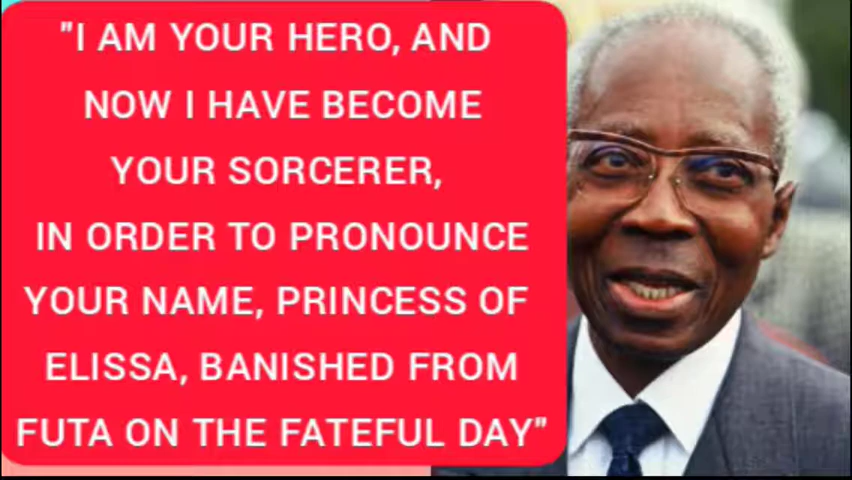 "I AM YOUR HERO, AND
NOW I HAVE BECOME
YOUR SORCERER,
IN ORDER TO PRONOUNCE
YOUR NAME, PRINCESS OF
ELISSA, BANISHED FROM
FUTA ON THE FATEFUL DAY"